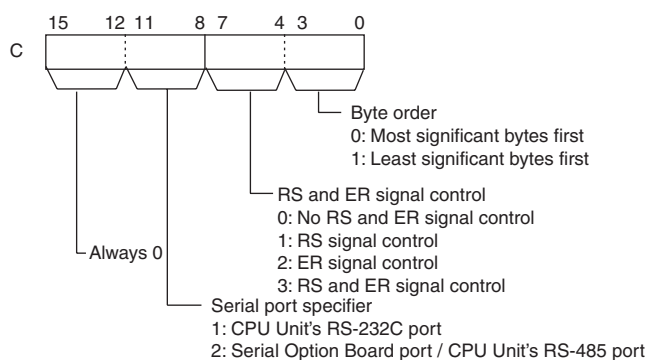 15 12 11 8 7 4 3 0
C
Byte order
0: Most significant bytes first
1: Least significant bytes first
RS and ER signal control
0: No RS and ER signal control
1: RS signal control
2: ER signal control
3: RS and ER signal control
Always 0
Serial port specifier
1: CPU Unit's RS-232C port
2: Serial Option Board port / CPU Unit's RS-485 port